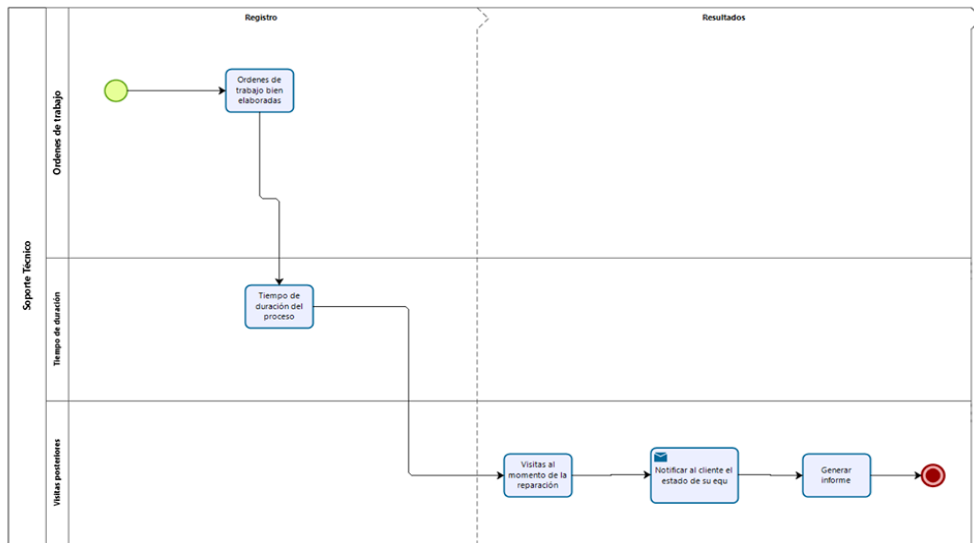 Registro
Resultados
Soporte Técnico
Ordenes de trabajo
Ordenes de
trabajo bien
elaboradas
Tiempo de duración
Tiempo de
duración del
proceso
Visitas posteriores
Visitas al
momento de la
reparación
Notificar al cliente el
estado de su equ
Generar
informe